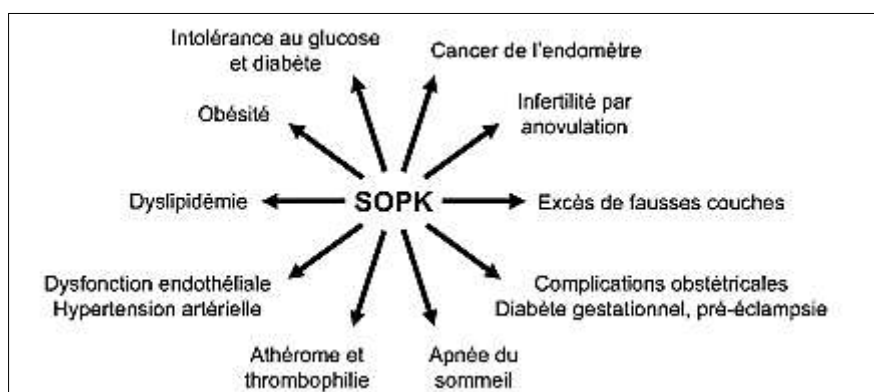 Intolérance au glucose
et diabète
Cancer de l'endomètre
Obésité
Infertilité par
anovulation
Dyslipidémie
SOPK
Excès de fausses couches
Dysfonction endothéliale
Hypertension artérielle
Complications obstétricales
Diabète gestationnel, pré-éclampsie
Athérome et
thrombophilie
Apnée du
sommeil